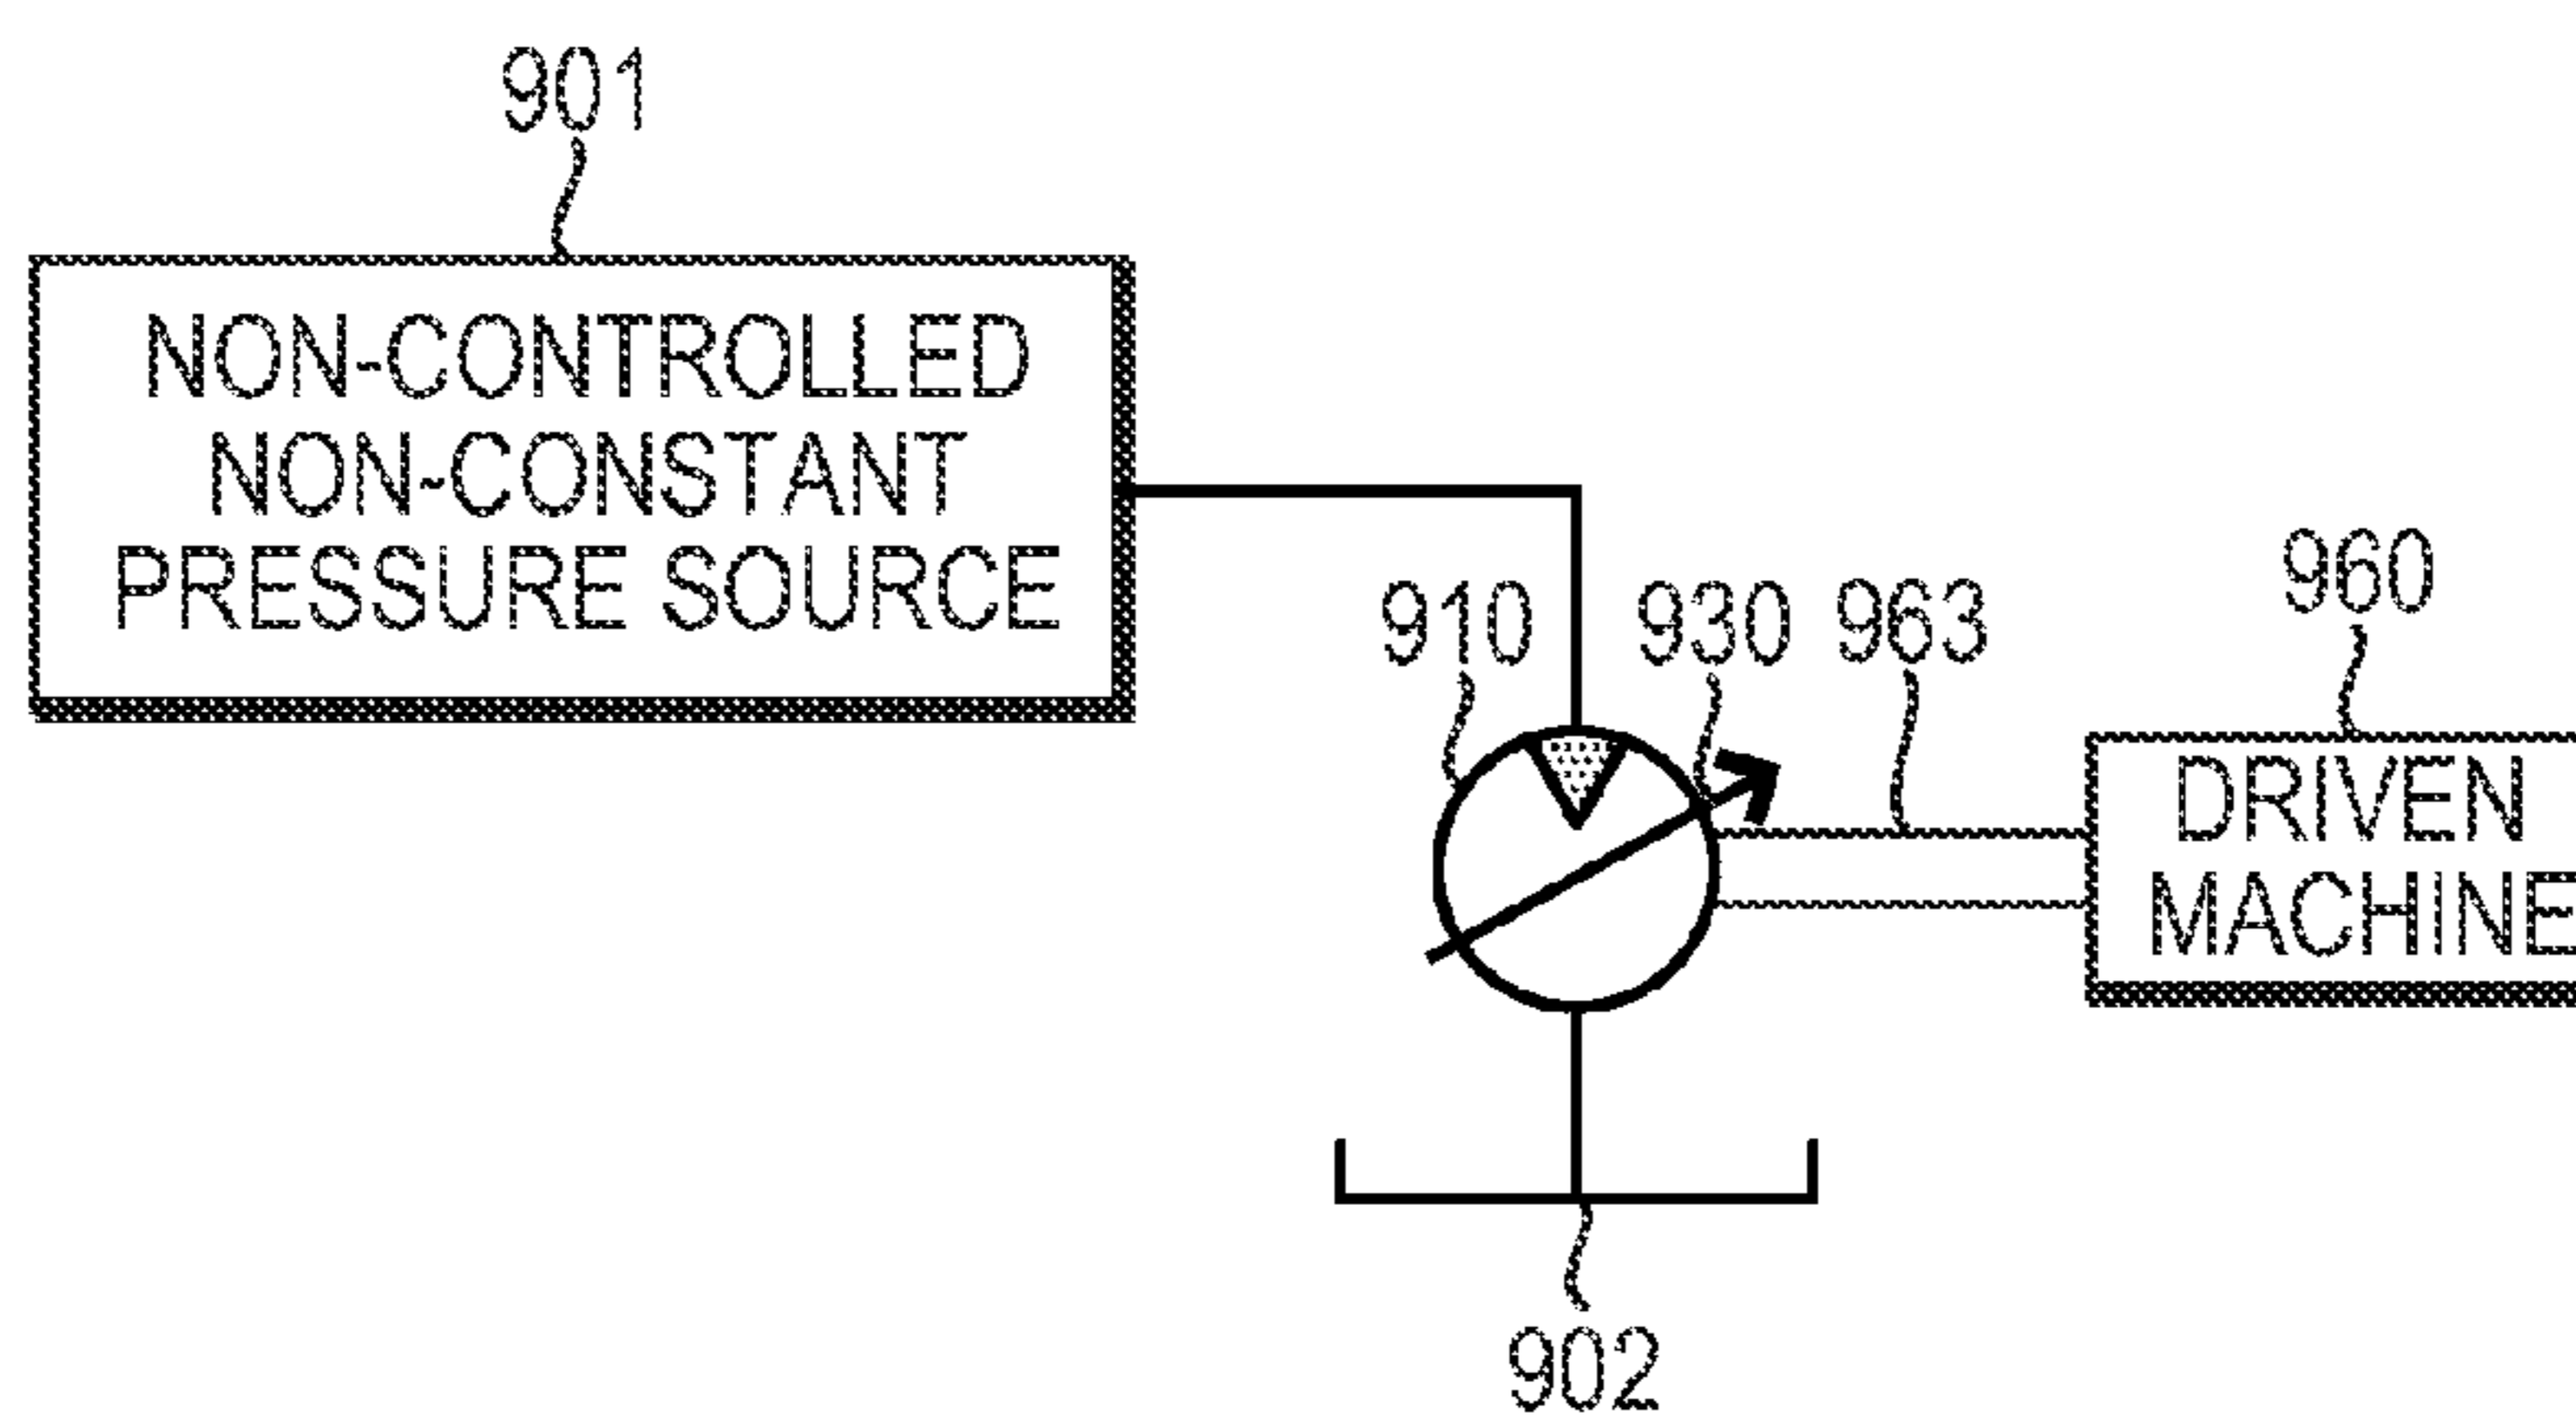 901
NON-CONTROLLED
NON-CONSTANT
PRESSURE SOURCE
910
930
963
960
DRIVEN
MACHINE
902